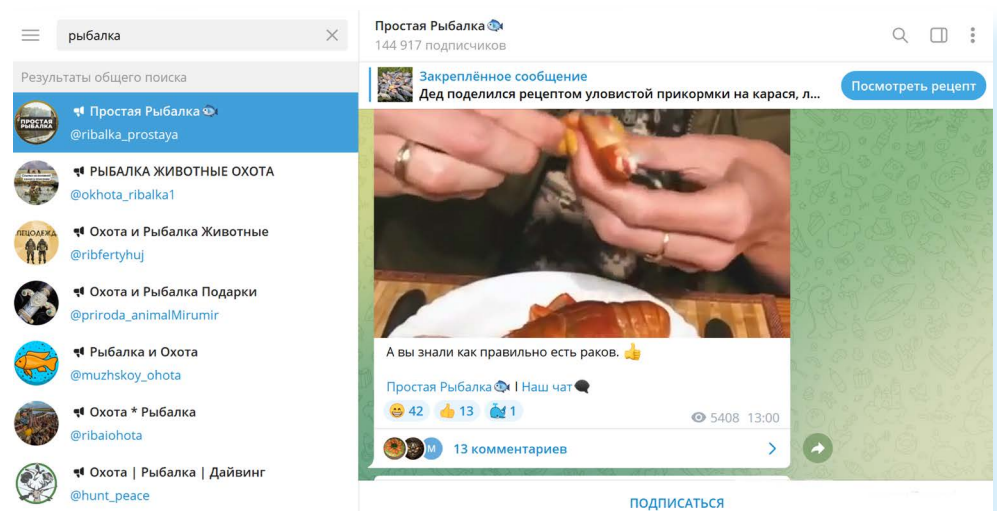 рыбалка
Результаты общего поиска
ПРОСТАЯ
РЫБАЛКА
Простая Рыбалка🐟
@ribalka_prostaya
РЫБАЛКА ЖИВОТНЫЕ ОХОТА
@okhota_ribalka1
Охота и Рыбалка Животные
@ribfertyhuj
Охота и Рыбалка Подарки
@priroda_animalMirumir
Рыбалка и Охота
@muzhskoy_ohota
Охота * Рыбалка
@ribaiohota
Охота | Рыбалка | Дайвинг
@hunt_peace
Простая Рыбалка🐟
144 917 подписчиков
Закреплённое сообщение
Дед поделился рецептом уловистой прикормки на карася, л...
Посмотреть рецепт
А вы знали как правильно есть раков. 👍
Простая Рыбалка🐟 I Наш чат🗨
😁 42 👍 13 🐳 1
5408 13:00
М
13 комментариев
ПОДПИСАТЬСЯ